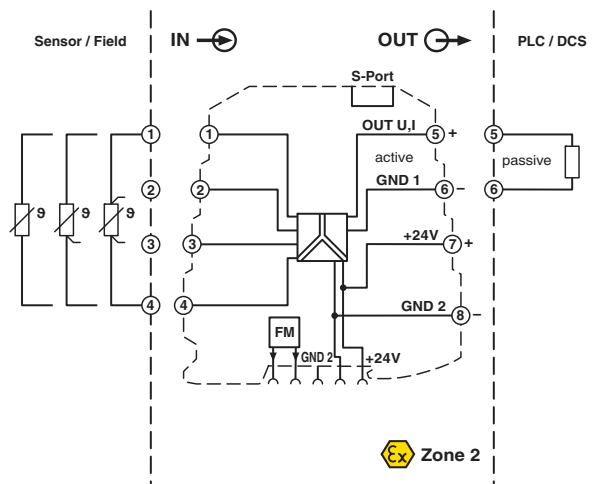 Sensor / Field
IN
OUT
PLC / DCS
S-Port
1
1
OUT U,I
5
+
5
active
passive
2
2
GND 1
6
–
6
ϑ
ϑ
ϑ
3
3
+24V
7
+
4
4
GND 2
8
–
FM
GND 2
+24V
Ex
Zone 2